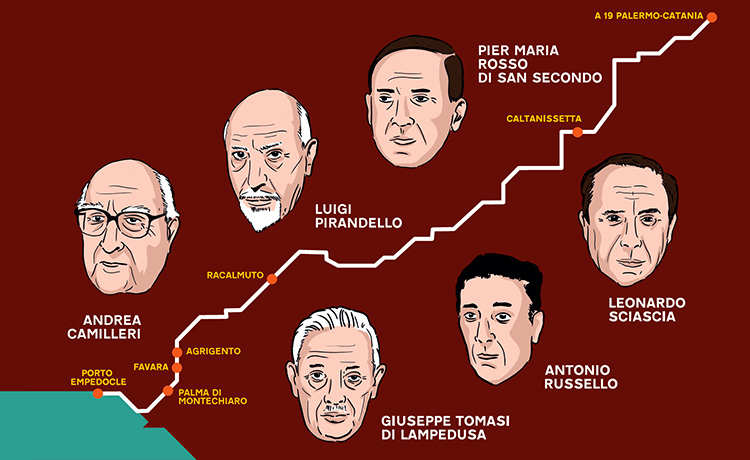 A 19 PALERMO-CATANIA
PIER MARIA
ROSSO
DI SAN SECONDO
CALTANISSETTA
LUIGI
PIRANDELLO
RACALMUTO
LEONARDO
SCIASCIA
ANDREA
CAMILLERI
AGRIGENTO
FAVARA
PORTO
EMPEDOCLE
PALMA DI
MONTECHIARO
ANTONIO
RUSSELLO
GIUSEPPE TOMASI
DI LAMPEDUSA